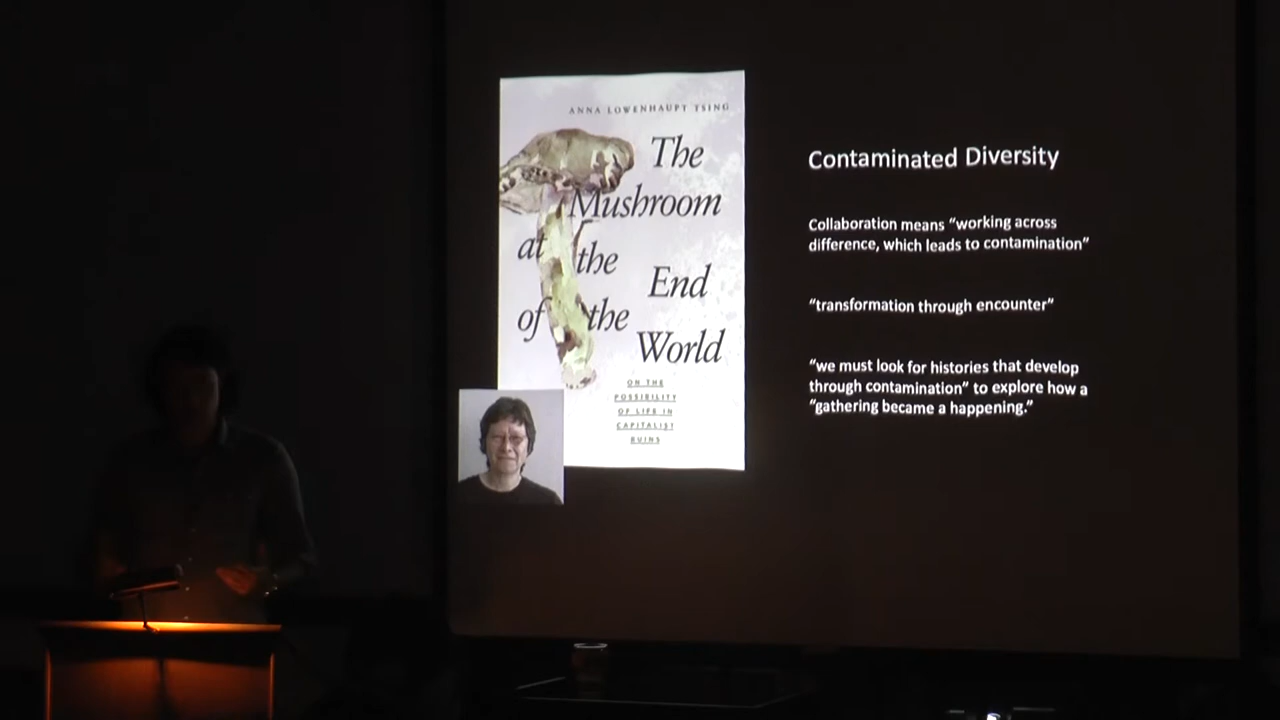 ANNA LOWENHAUPT TSING
The
Mushroom
at the
End
of the
World
ON THE
POSSIBILITY
OF LIFE IN
CAPITALIST
RUINS
Contaminated Diversity
Collaboration means “working across
difference, which leads to contamination”
“transformation through encounter”
“we must look for histories that develop
through contamination” to explore how a
“gathering became a happening.”